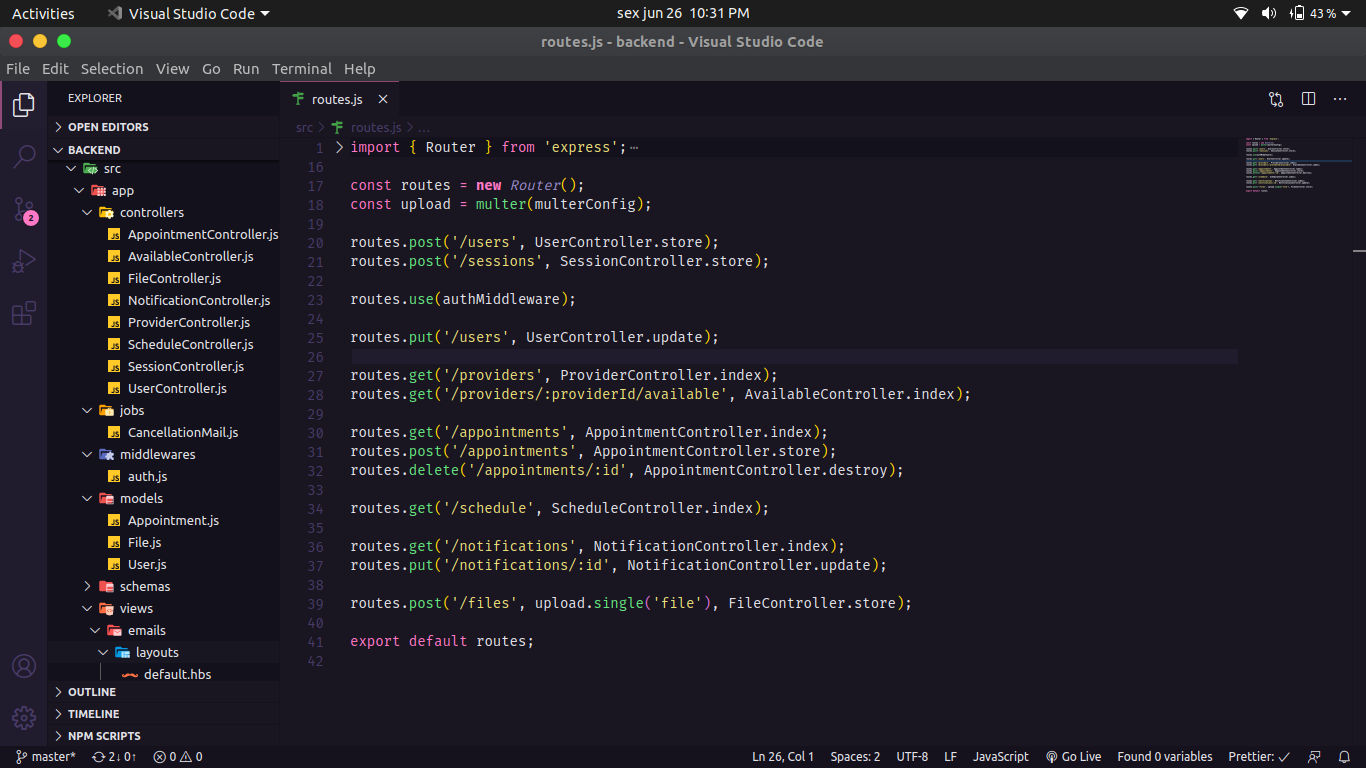 Activities
Visual Studio Code
sex jun 26 10:31 PM
43 %
routes.js - backend - Visual Studio Code
File Edit Selection View Go Run Terminal Help
EXPLORER
OPEN EDITORS
BACKEND
src
app
controllers
AppointmentController.js
AvailableController.js
FileController.js
NotificationController.js
ProviderController.js
ScheduleController.js
SessionController.js
UserController.js
jobs
CancellationMail.js
middlewares
auth.js
models
Appointment.js
File.js
User.js
schemas
views
emails
layouts
default.hbs
OUTLINE
TIMELINE
NPM SCRIPTS
2
routes.js
src > routes.js > ...
1 import { Router } from 'express';⋯
16
17 const routes = new Router();
18 const upload = multer(multerConfig);
19
20 routes.post('/users', UserController.store);
21 routes.post('/sessions', SessionController.store);
22
23 routes.use(authMiddleware);
24
25 routes.put('/users', UserController.update);
26
27 routes.get('/providers', ProviderController.index);
28 routes.get('/providers/:providerId/available', AvailableController.index);
29
30 routes.get('/appointments', AppointmentController.index);
31 routes.post('/appointments', AppointmentController.store);
32 routes.delete('/appointments/:id', AppointmentController.destroy);
33
34 routes.get('/schedule', ScheduleController.index);
35
36 routes.get('/notifications', NotificationController.index);
37 routes.put('/notifications/:id', NotificationController.update);
38
39 routes.post('/files', upload.single('file'), FileController.store);
40
41 export default routes;
42
master* 2↓ 0↑ 0 0 Ln 26, Col 1 Spaces: 2 UTF-8 LF JavaScript Go Live Found 0 variables Prettier: ✓